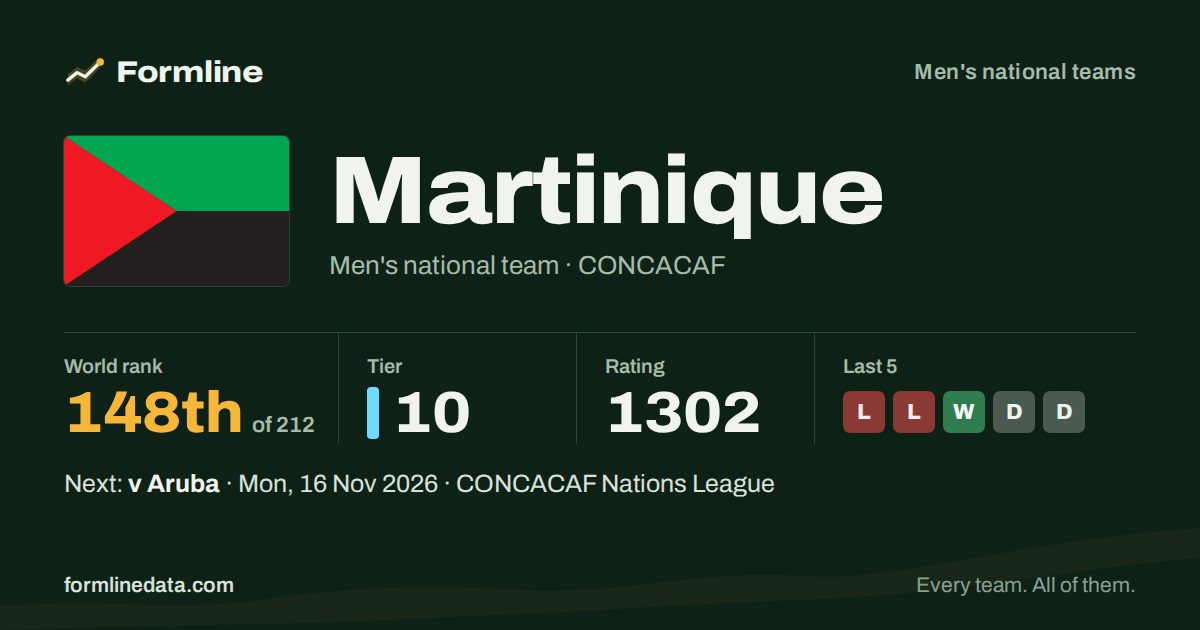 Formline
Men's national teams
Martinique
Men's national team · CONCACAF
World rank
148th of 212
Tier
10
Rating
1302
Last 5
L L W D D
Next: v Aruba · Mon, 16 Nov 2026 · CONCACAF Nations League
formlinedata.com
Every team. All of them.